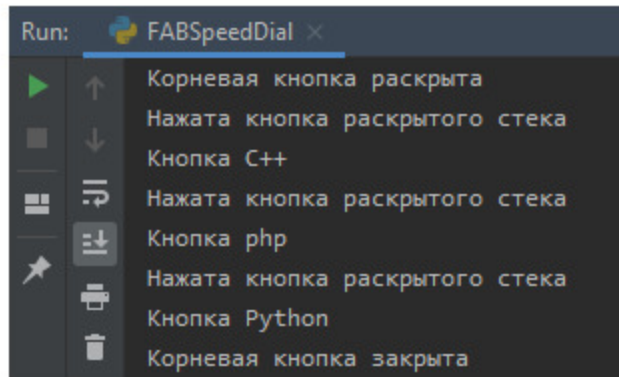 Run: FABSpeedDial
Корневая кнопка раскрыта
Нажата кнопка раскрытого стека
Кнопка C++
Нажата кнопка раскрытого стека
Кнопка php
Нажата кнопка раскрытого стека
Кнопка Python
Корневая кнопка закрыта